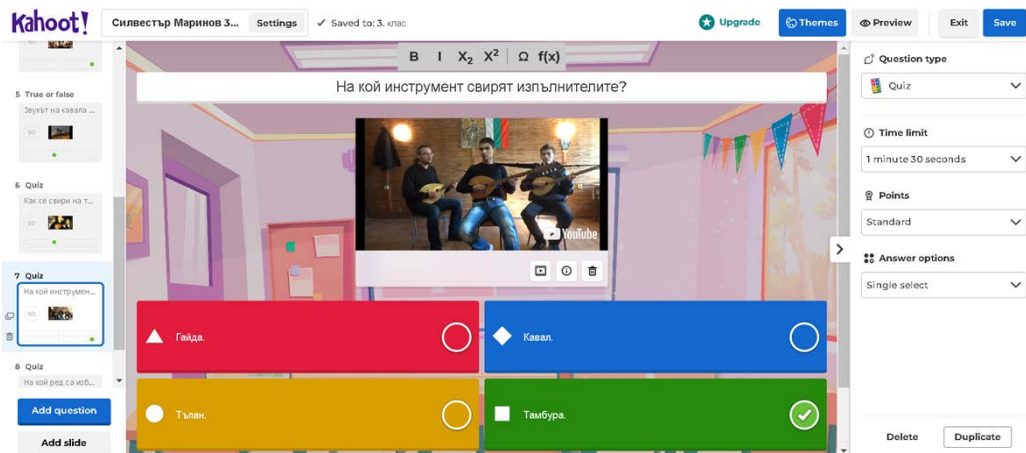 Kahoot!
Силвестър Маринов 3...
Settings
Saved to: 3. клас
Upgrade
Themes
Preview
Exit
Save
5 True or false
Звукът на кавала ...
90
6 Quiz
Как се свири на т...
90
7 Quiz
На кой инструмен...
90
8 Quiz
На кой ред са изб...
Add question
Add slide
B I X₂ X² Ω f(x)
На кой инструмент свирят изпълнителите?
YouTube
Гайда.
Кавал.
Тъпан.
Тамбура.
Question type
Quiz
Time limit
1 minute 30 seconds
Points
Standard
Answer options
Single select
Delete
Duplicate